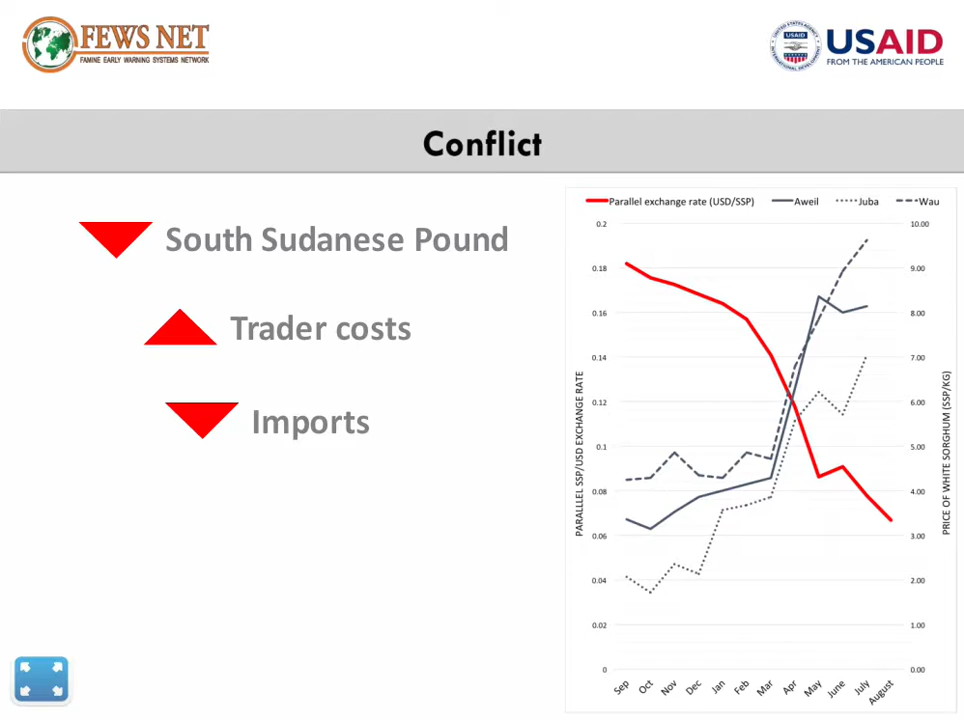 FEWS NET
FAMINE EARLY WARNING SYSTEMS NETWORK
USAID
USAID
FROM THE AMERICAN PEOPLE
Conflict
South Sudanese Pound
Trader costs
Imports
Parallel exchange rate (USD/SSP) Aweil Juba Wau
0.2 10.00
0.18 9.00
0.16 8.00
0.14 7.00
0.12 6.00
0.1 5.00
0.08 4.00
0.06 3.00
0.04 2.00
0.02 1.00
0 0.00
PARALLLEL SSP/USD EXCHANGE RATE
PRICE OF WHITE SORGHUM (SSP/KG)
Sep Oct Nov Dec Jan Feb Mar Apr May June July August